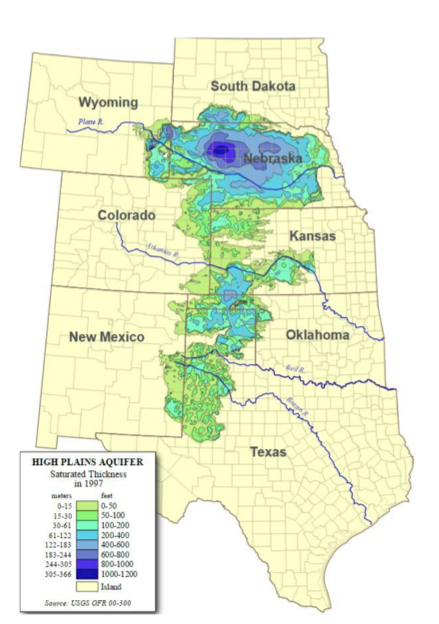 South Dakota
Wyoming
Platte R.
Nebraska
Colorado
Kansas
Arkansas R.
New Mexico
Oklahoma
Red R.
Brazos R.
Texas
HIGH PLAINS AQUIFER
Saturated Thickness
in 1997
meters feet
0-15 0-50
15-30 50-100
30-61 100-200
61-122 200-400
122-183 400-600
183-244 600-800
244-305 800-1000
305-366 1000-1200
Island
Source: USGS OFR 00-300